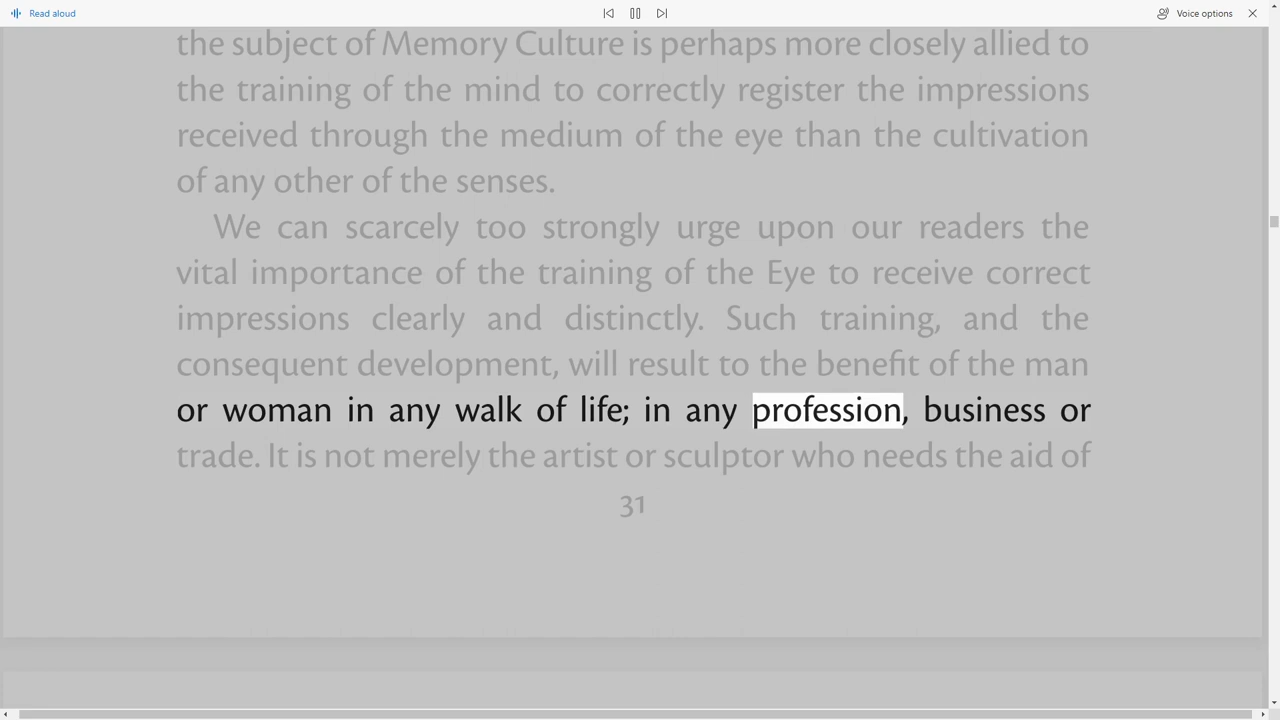 Read aloud
Voice options
the subject of Memory Culture is perhaps more closely allied to
the training of the mind to correctly register the impressions
received through the medium of the eye than the cultivation
of any other of the senses.
We can scarcely too strongly urge upon our readers the
vital importance of the training of the Eye to receive correct
impressions clearly and distinctly. Such training, and the
consequent development, will result to the benefit of the man
or woman in any walk of life; in any profession, business or
trade. It is not merely the artist or sculptor who needs the aid of
31